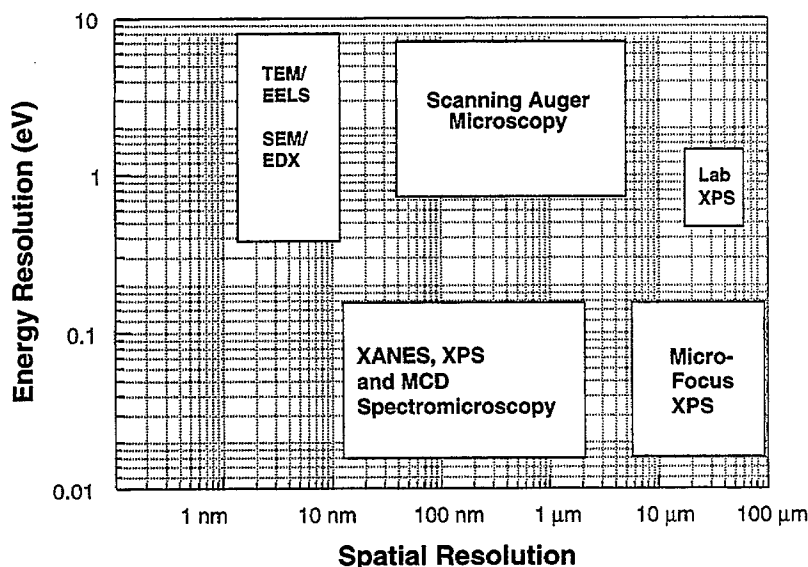 10
1
0.1
0.01
Energy Resolution (eV)
TEM/
EELS
SEM/
EDX
Scanning Auger
Microscopy
Lab
XPS
XANES, XPS
and MCD
Spectromicroscopy
Micro-
Focus
XPS
1 nm
10 nm
100 nm
1 μm
10 μm
100 μm
Spatial Resolution